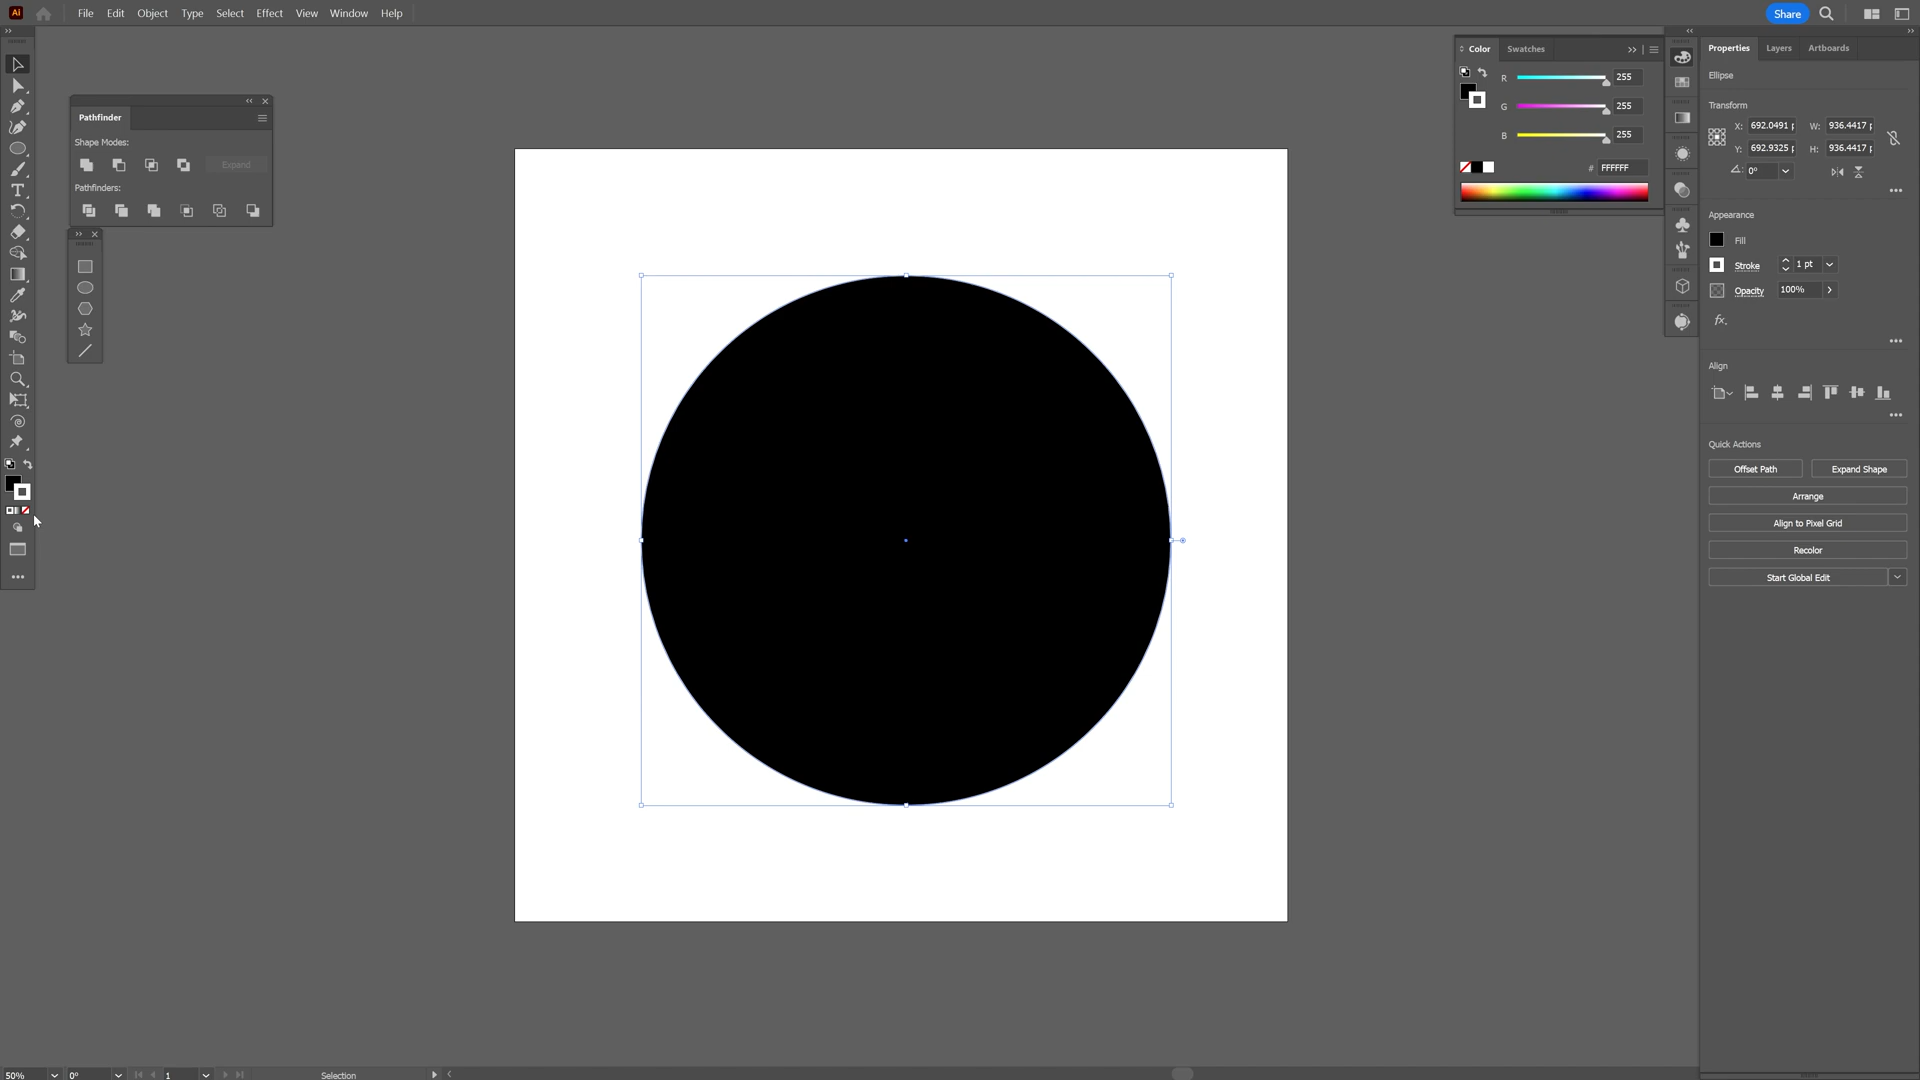 Ai File Edit Object Type Select Effect View Window Help Share
Color Swatches
R 255
G 255
B 255
# FFFFFF
Pathfinder
Shape Modes:
Expand
Pathfinders:
T
Properties Layers Artboards
Ellipse
Transform
X: 692.0491 W: 936.4417
Y: 692.9325 H: 936.4417
0°
Appearance
Fill
Stroke 1 pt
Opacity 100%
fx.
Align
Quick Actions
Offset Path Expand Shape
Arrange
Align to Pixel Grid
Recolor
Start Global Edit
50% 0° 1 Selection